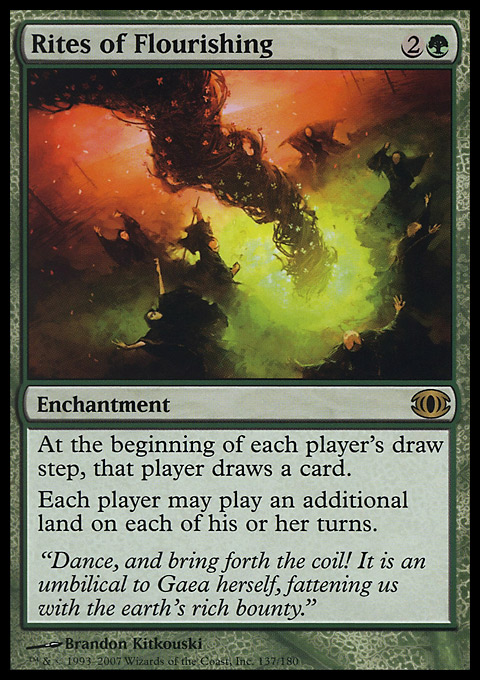 Rites of Flourishing 2
Enchantment
At the beginning of each player's draw
step, that player draws a card.
Each player may play an additional
land on each of his or her turns.
"Dance, and bring forth the coil! It is an
umbilical to Gaea herself, fattening us
with the earth's rich bounty."
Brandon Kitkouski
™ & © 1993–2007 Wizards of the Coast, Inc. 137/180